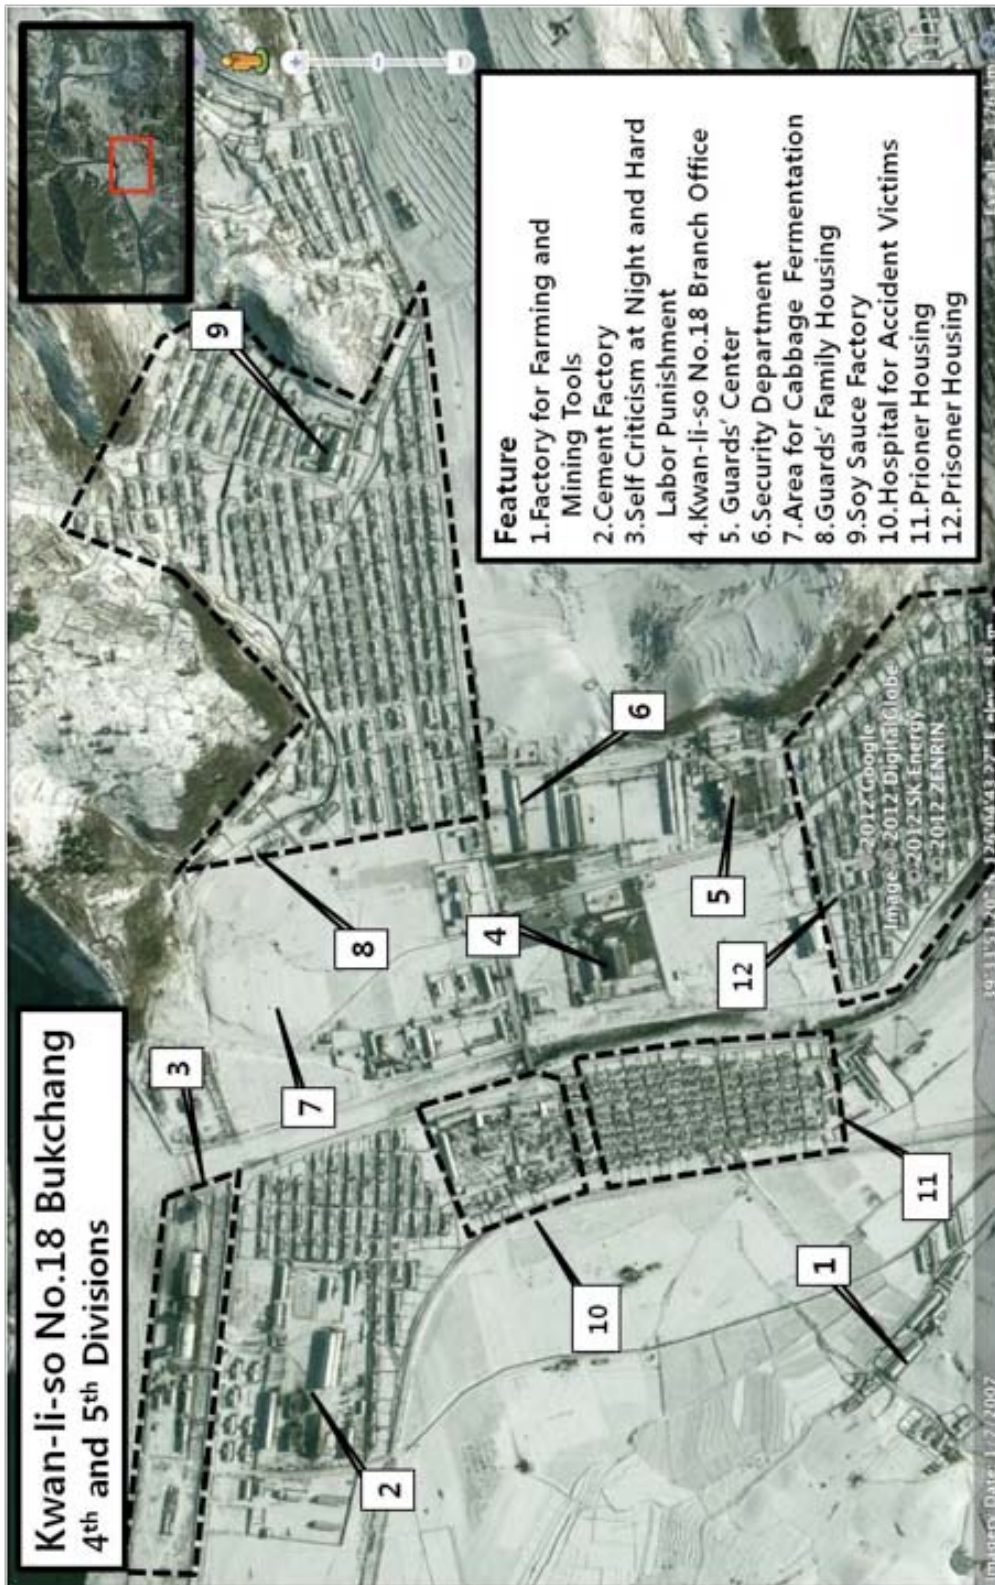 Kwan-li-so No.18 Bukchang
4th and 5th Divisions
Feature
1.Factory for Farming and
Mining Tools
2.Cement Factory
3.Self Criticism at Night and Hard
Labor Punishment
4.Kwan-li-so No.18 Branch Office
5. Guards' Center
6.Security Department
7.Area for Cabbage Fermentation
8.Guards' Family Housing
9.Soy Sauce Factory
10.Hospital for Accident Victims
11.Prioner Housing
12.Prisoner Housing
3
9
8
7
2
4
6
10
5
12
11
1
© 2012 Google
Image © 2012 DigitalGlobe
© 2012 SK Energy
© 2012 ZENRIN
Imagery Date: 2007